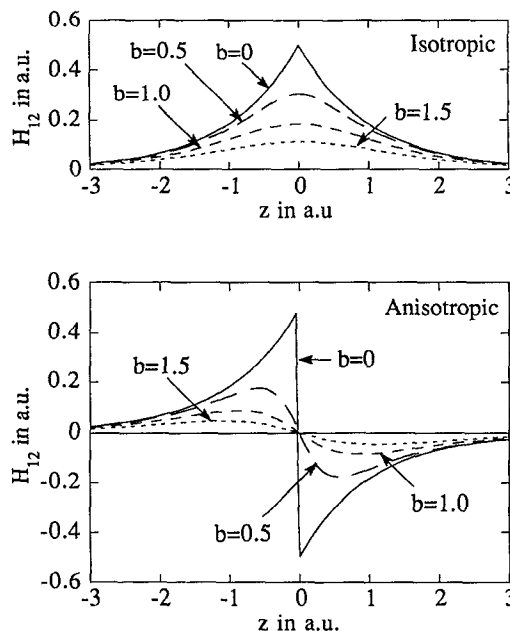 0.6
Isotropic
b=0.5
b=0
0.4
b=1.0
b=1.5
0.2
0
H12 in a.u.
-3 -2 -1 0 1 2 3
z in a.u
0.6
Anisotropic
0.4
b=1.5
b=0
0.2
0
H12 in a.u.
-0.2
b=0.5
b=1.0
-0.4
-0.6
-3 -2 -1 0 1 2 3
z in a.u.